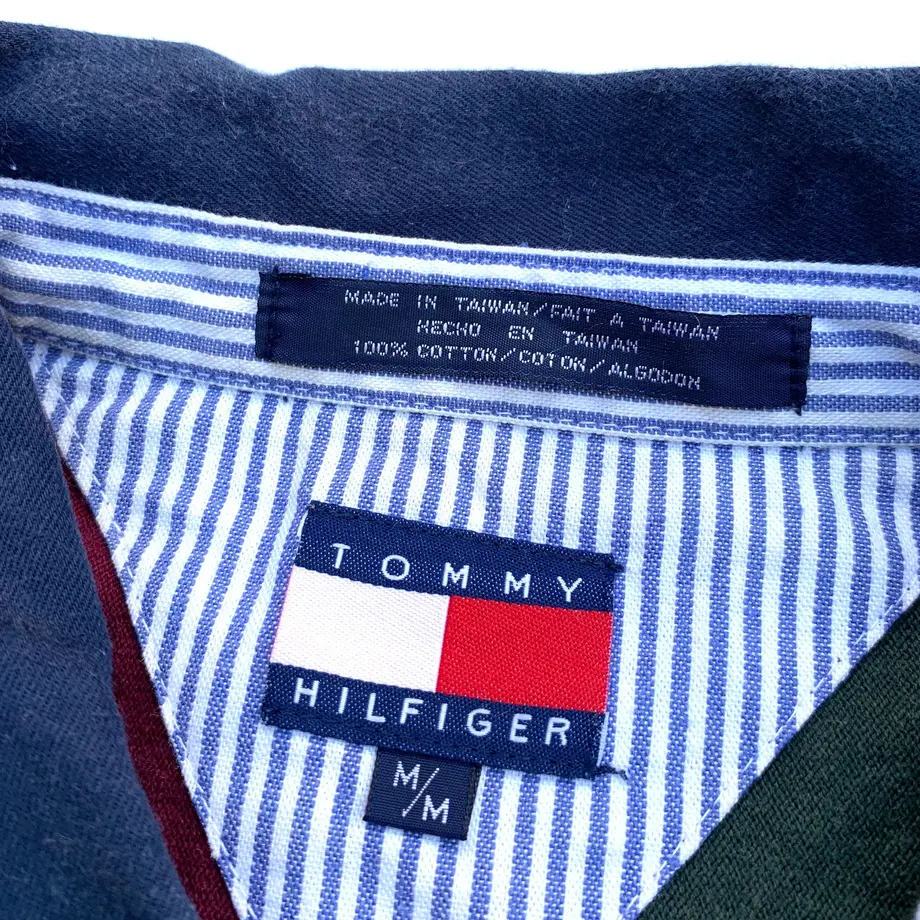 MADE IN TAIWAN/FAIT A TAIWAN
HECHO EN TAIWAN
100% COTTON/COTON/ALGODON
TOMMY
HILFIGER
M/M